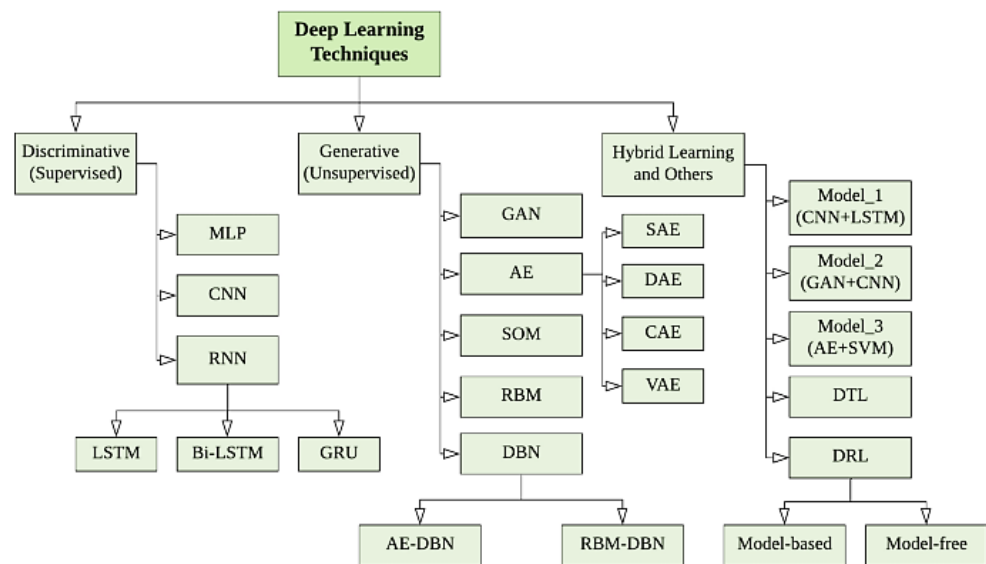 Deep Learning
Techniques
Discriminative
(Supervised)
MLP
CNN
RNN
LSTM
Bi-LSTM
GRU
Generative
(Unsupervised)
GAN
AE
SAE
DAE
CAE
VAE
SOM
RBM
DBN
AE-DBN
RBM-DBN
Hybrid Learning
and Others
Model_1
(CNN+LSTM)
Model_2
(GAN+CNN)
Model_3
(AE+SVM)
DTL
DRL
Model-based
Model-free